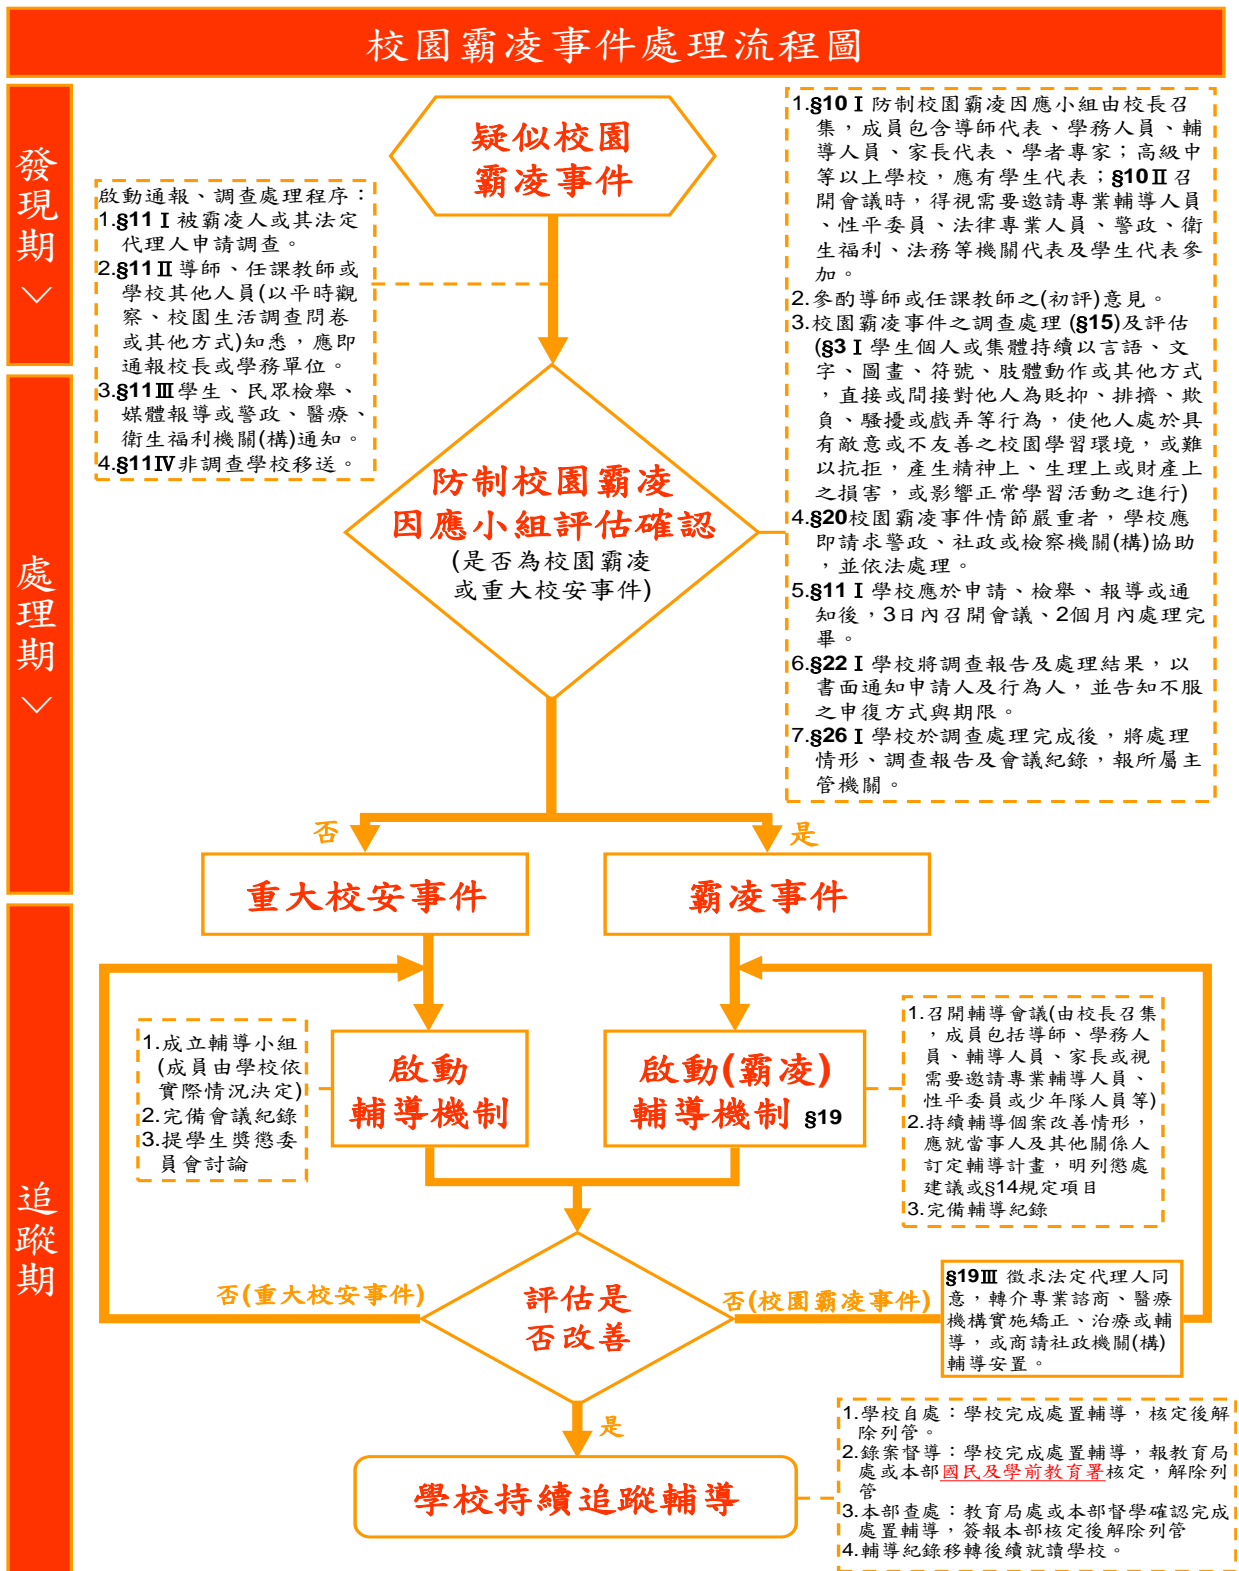 校園霸凌事件處理流程圖
發現期
處理期
追蹤期
疑似校園
霸凌事件
啟動通報、調查處理程序：
1.§11Ⅰ被霸凌人或其法定
代理人申請調查。
2.§11Ⅱ導師、任課教師或
學校其他人員(以平時觀
察、校園生活調查問卷
或其他方式)知悉，應即
通報校長或學務單位。
3.§11Ⅲ學生、民眾檢舉、
媒體報導或警政、醫療、
衛生福利機關(構)通知。
4.§11Ⅳ非調查學校移送。
1.§10Ⅰ防制校園霸凌因應小組由校長召
集，成員包含導師代表、學務人員、輔
導人員、家長代表、學者專家；高級中
等以上學校，應有學生代表；§10Ⅱ召
開會議時，得視需要邀請專業輔導人員
、性平委員、法律專業人員、警政、衛
生福利、法務等機關代表及學生代表參
加。
2.參酌導師或任課教師之(初評)意見。
3.校園霸凌事件之調查處理 (§15)及評估
(§3Ⅰ學生個人或集體持續以言語、文
字、圖畫、符號、肢體動作或其他方式
，直接或間接對他人為貶抑、排擠、欺
負、騷擾或戲弄等行為，使他人處於具
有敵意或不友善之校園學習環境，或難
以抗拒，產生精神上、生理上或財產上
之損害，或影響正常學習活動之進行)
4.§20校園霸凌事件情節嚴重者，學校應
即請求警政、社政或檢察機關(構)協助
，並依法處理。
5.§11Ⅰ學校應於申請、檢舉、報導或通
知後，3日內召開會議、2個月內處理完
畢。
6.§22Ⅰ學校將調查報告及處理結果，以
書面通知申請人及行為人，並告知不服
之申復方式與期限。
7.§26Ⅰ學校於調查處理完成後，將處理
情形、調查報告及會議紀錄，報所屬主
管機關。
防制校園霸凌
因應小組評估確認
(是否為校園霸凌
或重大校安事件)
否
是
重大校安事件
霸凌事件
1.成立輔導小組
(成員由學校依
實際情況決定)
2.完備會議紀錄
3.提學生獎懲委
員會討論
啟動
輔導機制
啟動(霸凌)
輔導機制 §19
1.召開輔導會議(由校長召集
，成員包括導師、學務人
員、輔導人員、家長或視
需要邀請專業輔導人員、
性平委員或少年隊人員等)
2.持續輔導個案改善情形，
應就當事人及其他關係人
訂定輔導計畫，明列懲處
建議或§14規定項目
3.完備輔導紀錄
否(重大校安事件)
評估是
否改善
否(校園霸凌事件)
§19Ⅲ 徵求法定代理人同
意，轉介專業諮商、醫療
機構實施矯正、治療或輔
導，或商請社政機關(構)
輔導安置。
是
學校持續追蹤輔導
1.學校自處：學校完成處置輔導，核定後解
除列管。
2.錄案督導：學校完成處置輔導，報教育局
處或本部國民及學前教育署核定，解除列
管
3.本部查處：教育局處或本部督學確認完成
處置輔導，簽報本部核定後解除列管
4.輔導紀錄移轉後續就讀學校。